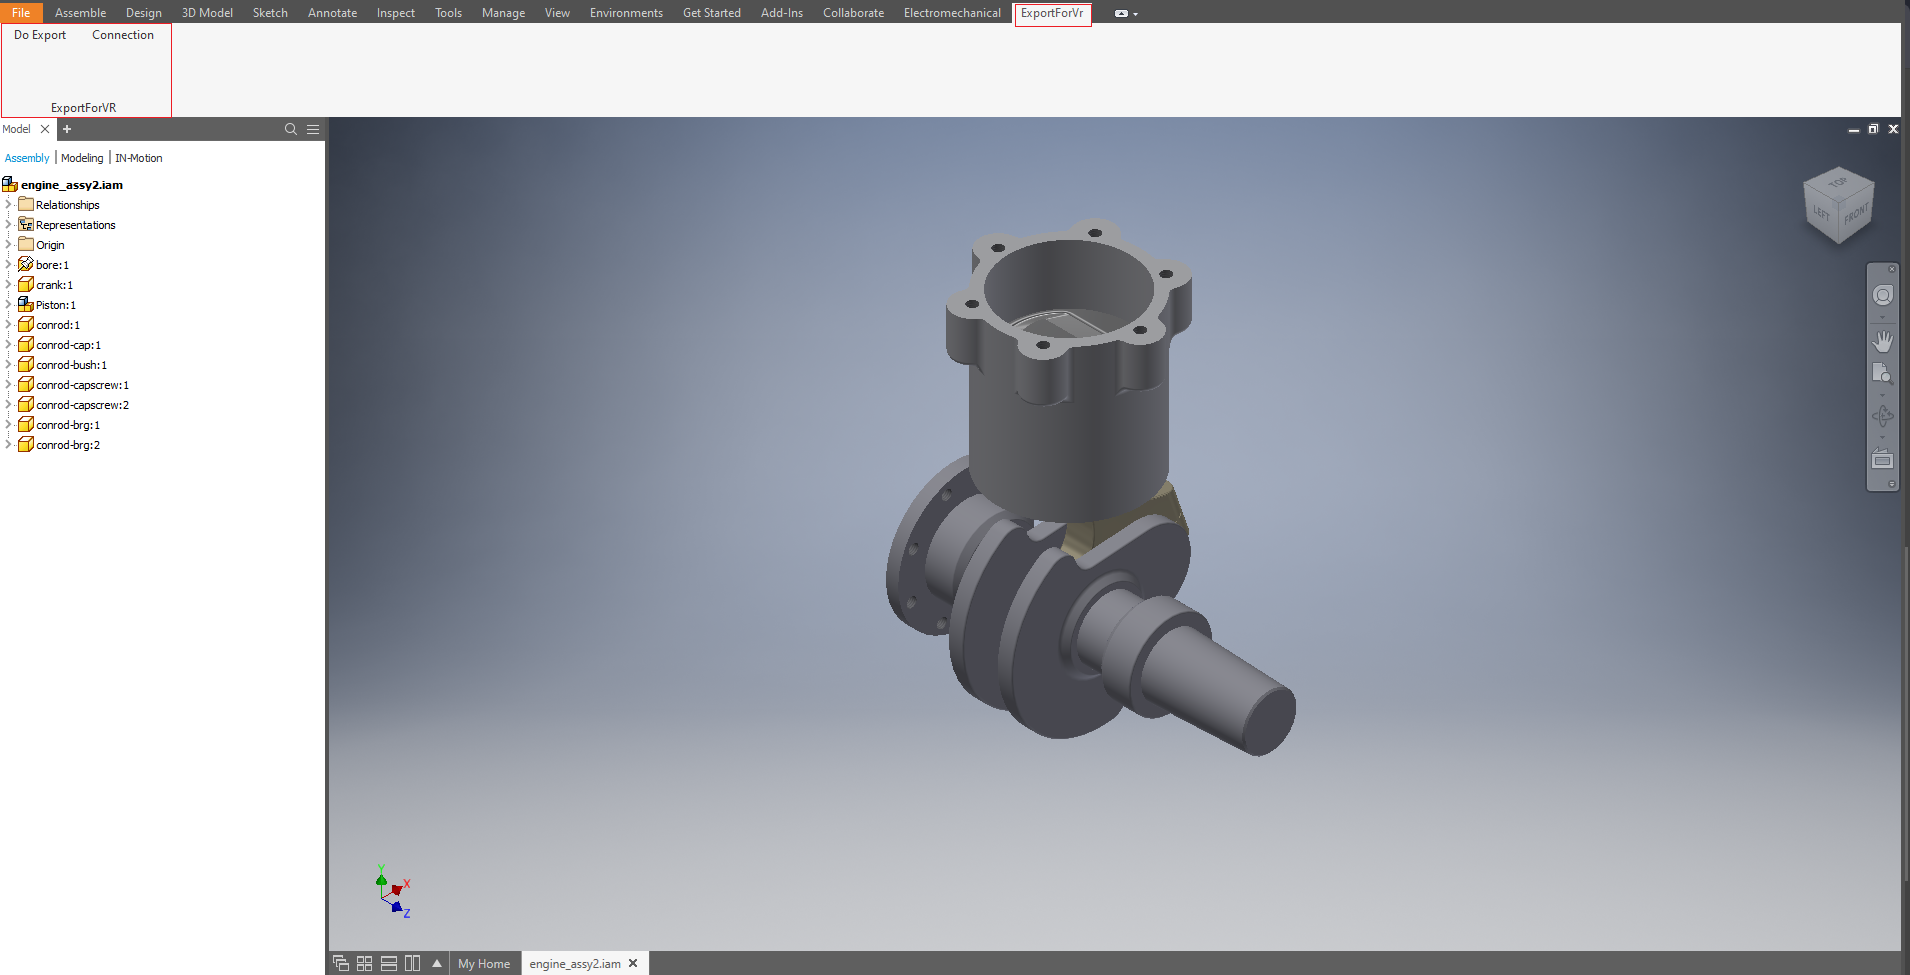 File Assemble Design 3D Model Sketch Annotate Inspect Tools Manage View Environments Get Started Add-Ins Collaborate Electromechanical ExportForVr
Do Export Connection
ExportForVR
Model
Assembly Modeling IN-Motion
engine_assy2.iam
Relationships
Representations
Origin
bore:1
crank:1
Piston:1
conrod:1
conrod-cap:1
conrod-bush:1
conrod-capscrew:1
conrod-capscrew:2
conrod-brg:1
conrod-brg:2
TOP
LEFT FRONT
Y
X
Z
My Home engine_assy2.iam